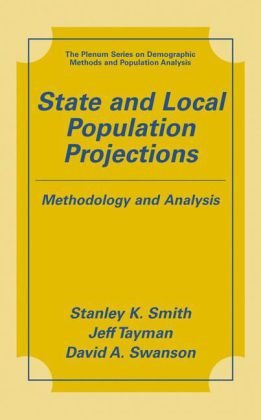 The Plenum Series on Demographic
Methods and Population Analysis
State and Local
Population
Projections
Methodology and Analysis
Stanley K. Smith
Jeff Tayman
David A. Swanson